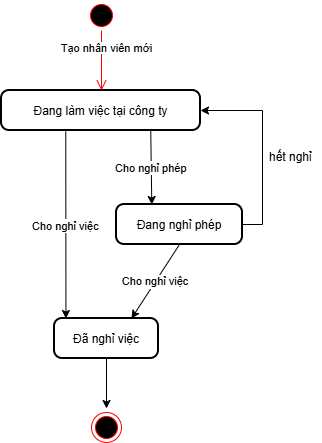 Tạo nhân viên mới
Đang làm việc tại công ty
Cho nghỉ phép
hết nghỉ
Cho nghỉ việc
Đang nghỉ phép
Cho nghỉ việc
Đã nghỉ việc